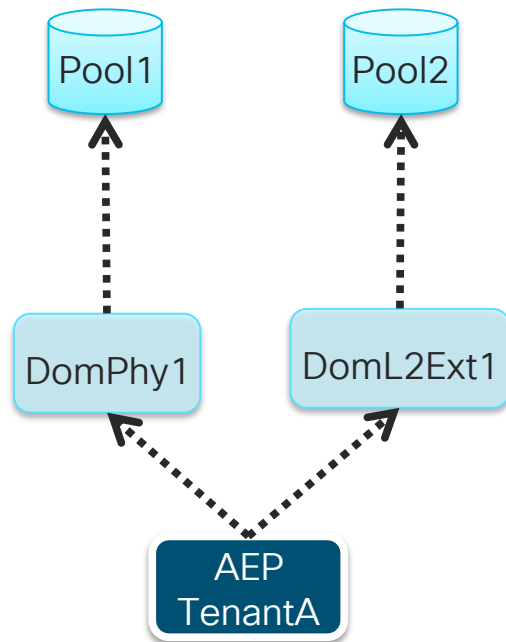 Pool1
Pool2
DomPhy1
DomL2Ext1
AEP
TenantA